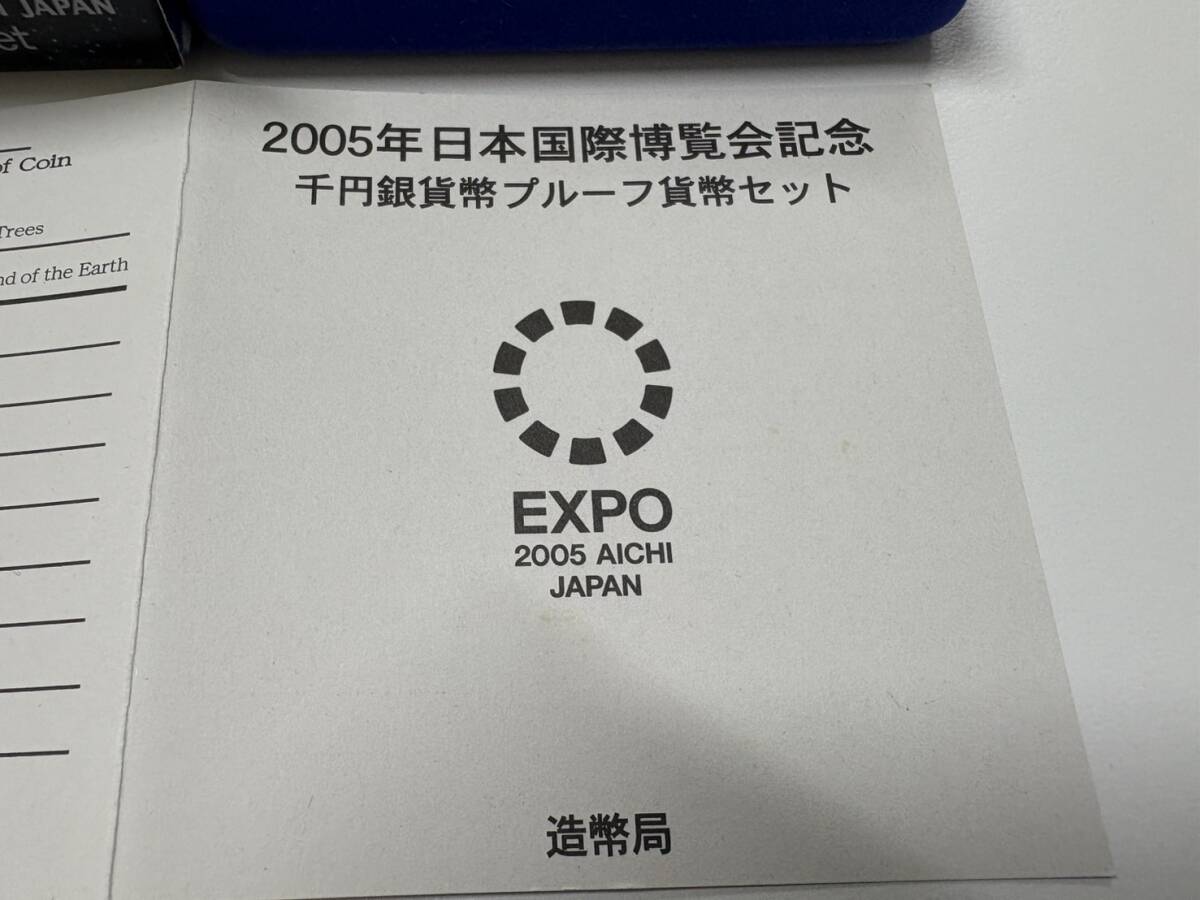 JAPAN
et
of Coin
Trees
nd of the Earth
2005年日本国際博覧会記念
千円銀貨幣プルーフ貨幣セット
EXPO
2005 AICHI
JAPAN
造幣局